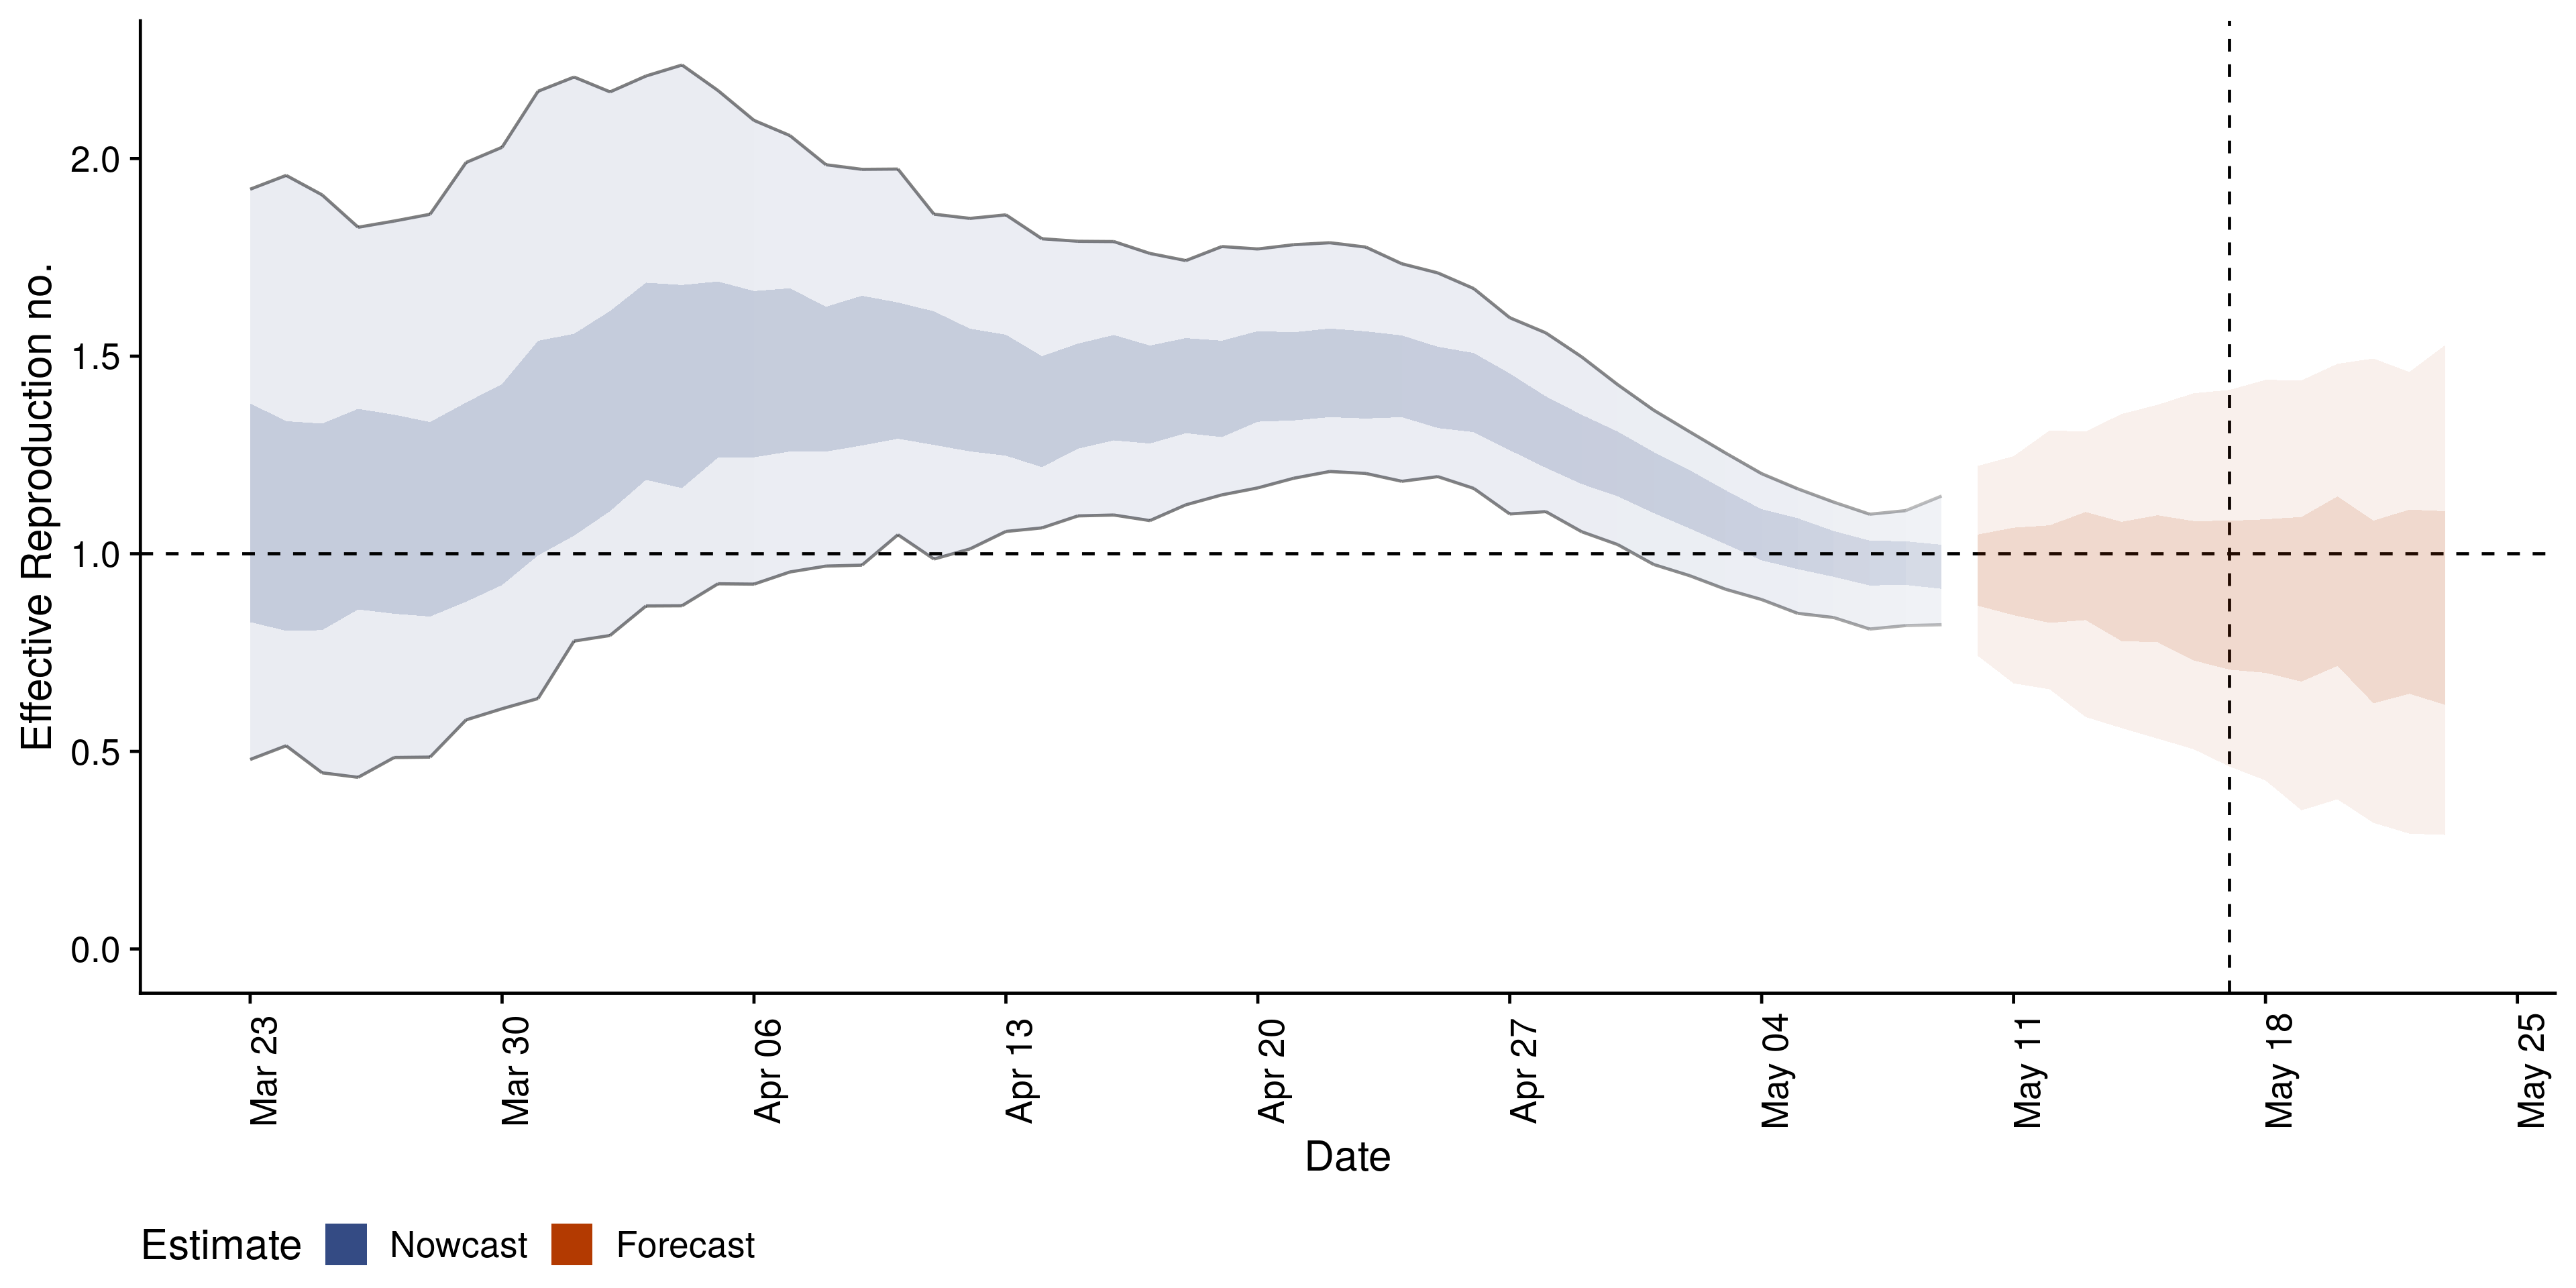 Effective Reproduction no.
2.0
1.5
1.0
0.5
0.0
Mar 23
Mar 30
Apr 06
Apr 13
Apr 20
Apr 27
May 04
May 11
May 18
May 25
Date
Estimate Nowcast Forecast